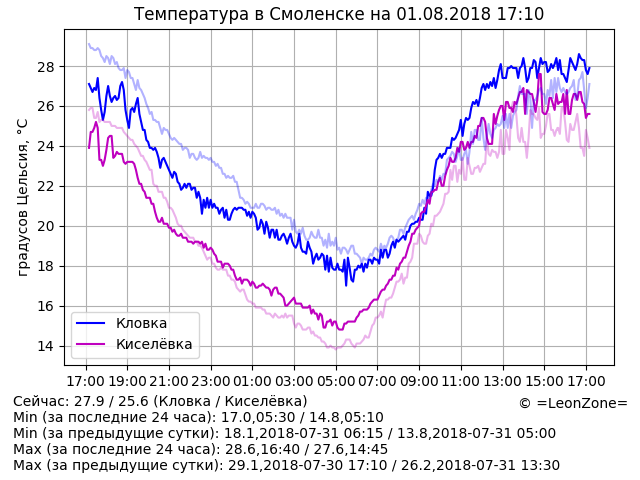 Температура в Смоленске на 01.08.2018 17:10
градусов Цельсия, °C
28
26
24
22
20
18
16
14
Кловка
Киселёвка
17:00 19:00 21:00 23:00 01:00 03:00 05:00 07:00 09:00 11:00 13:00 15:00 17:00
Сейчас: 27.9 / 25.6 (Кловка / Киселёвка)
© =LeonZone=
Min (за последние 24 часа): 17.0,05:30 / 14.8,05:10
Min (за предыдущие сутки): 18.1,2018-07-31 06:15 / 13.8,2018-07-31 05:00
Max (за последние 24 часа): 28.6,16:40 / 27.6,14:45
Max (за предыдущие сутки): 29.1,2018-07-30 17:10 / 26.2,2018-07-31 13:30